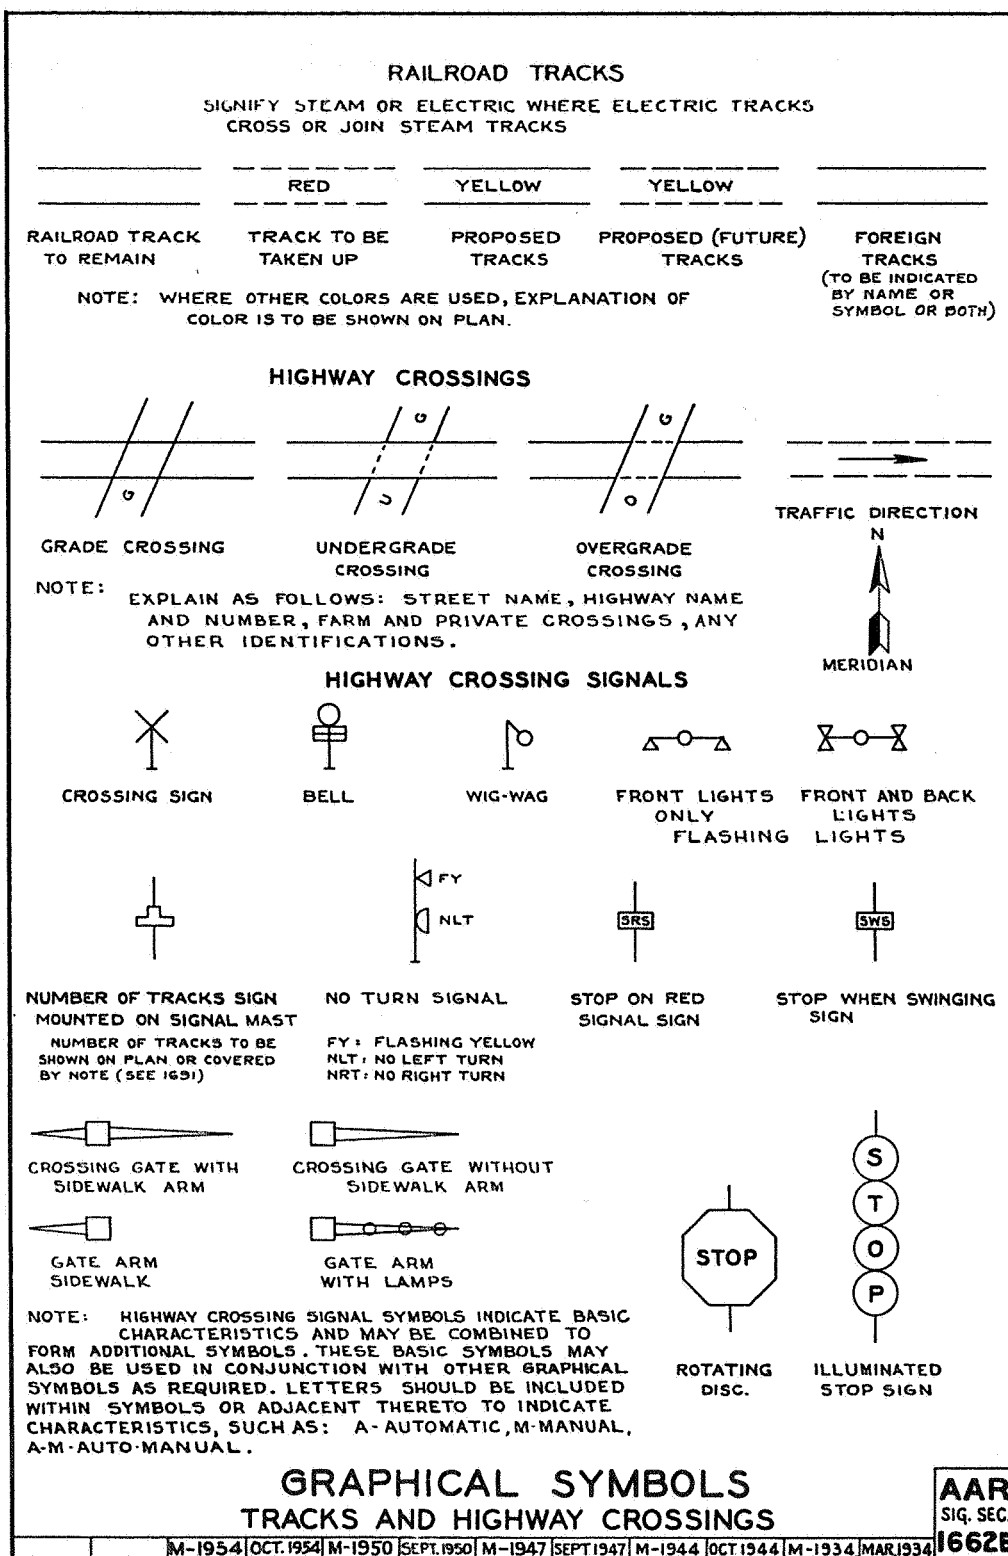 RAILROAD TRACKS
SIGNIFY STEAM OR ELECTRIC WHERE ELECTRIC TRACKS
CROSS OR JOIN STEAM TRACKS
RED
YELLOW
YELLOW
RAILROAD TRACK
TO REMAIN
TRACK TO BE
TAKEN UP
PROPOSED
TRACKS
PROPOSED (FUTURE)
TRACKS
FOREIGN
TRACKS
(TO BE INDICATED
BY NAME OR
SYMBOL OR BOTH)
NOTE: WHERE OTHER COLORS ARE USED, EXPLANATION OF
COLOR IS TO BE SHOWN ON PLAN.
HIGHWAY CROSSINGS
G
G
U
G
O
GRADE CROSSING
UNDERGRADE
CROSSING
OVERGRADE
CROSSING
TRAFFIC DIRECTION
N
MERIDIAN
NOTE:
EXPLAIN AS FOLLOWS: STREET NAME, HIGHWAY NAME
AND NUMBER, FARM AND PRIVATE CROSSINGS, ANY
OTHER IDENTIFICATIONS.
HIGHWAY CROSSING SIGNALS
CROSSING SIGN
BELL
WIG-WAG
FRONT LIGHTS
ONLY
FRONT AND BACK
LIGHTS
FLASHING LIGHTS
FY
NLT
SRS
SWS
NUMBER OF TRACKS SIGN
MOUNTED ON SIGNAL MAST
NUMBER OF TRACKS TO BE
SHOWN ON PLAN OR COVERED
BY NOTE (SEE 1691)
NO TURN SIGNAL
FY: FLASHING YELLOW
NLT: NO LEFT TURN
NRT: NO RIGHT TURN
STOP ON RED
SIGNAL SIGN
STOP WHEN SWINGING
SIGN
CROSSING GATE WITH
SIDEWALK ARM
CROSSING GATE WITHOUT
SIDEWALK ARM
GATE ARM
SIDEWALK
GATE ARM
WITH LAMPS
STOP
ROTATING
DISC.
S
T
O
P
ILLUMINATED
STOP SIGN
NOTE: HIGHWAY CROSSING SIGNAL SYMBOLS INDICATE BASIC
CHARACTERISTICS AND MAY BE COMBINED TO
FORM ADDITIONAL SYMBOLS. THESE BASIC SYMBOLS MAY
ALSO BE USED IN CONJUNCTION WITH OTHER GRAPHICAL
SYMBOLS AS REQUIRED. LETTERS SHOULD BE INCLUDED
WITHIN SYMBOLS OR ADJACENT THERETO TO INDICATE
CHARACTERISTICS, SUCH AS: A-AUTOMATIC, M-MANUAL,
A-M-AUTO-MANUAL.
GRAPHICAL SYMBOLS
TRACKS AND HIGHWAY CROSSINGS
AAR
SIG. SEC.
1662E
M-1954 OCT. 1954 M-1950 SEPT. 1950 M-1947 SEPT 1947 M-1944 OCT 1944 M-1934 MAR. 1934